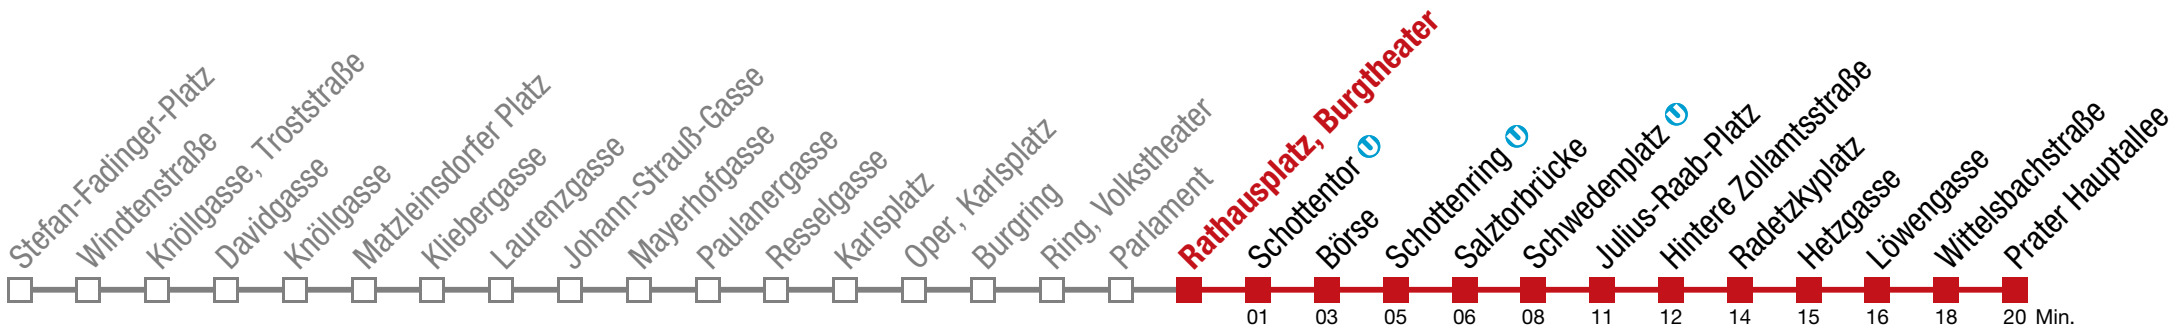 Stefan-Fadinger-Platz
Windtenstraße
Knöllgasse, Troststraße
Davidgasse
Knöllgasse
Matzleinsdorfer Platz
Kliebergasse
Laurenzgasse
Johann-Strauß-Gasse
Mayerhofgasse
Paulanergasse
Resselgasse
Karlsplatz
Oper, Karlsplatz
Burgring
Ring, Volkstheater
Parlament
Rathausplatz, Burgtheater
Schottentor U
Börse
Schottenring U
Salztorbrücke
Schwedenplatz U
Julius-Raab-Platz
Hintere Zollamtsstraße
Radetzkyplatz
Hetzgasse
Löwengasse
Wittelsbachstraße
Prater Hauptallee
01 03 05 06 08 11 12 14 15 16 18 20 Min.